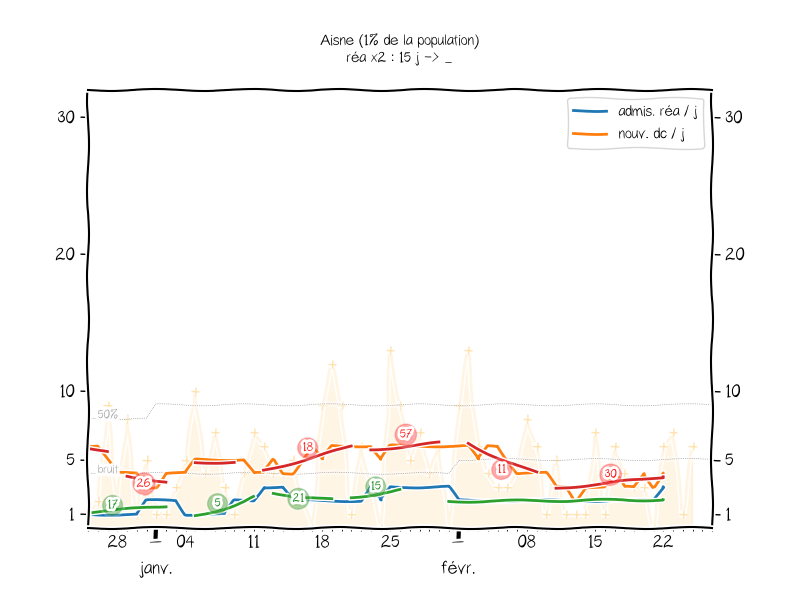 Aisne (1% de la population)
réa x2 : 15 j -> _
admis. réa / j
nouv. dc / j
30 30
20 20
10 10
5 5
1 1
50%
bruit
17 26 5 18 21 15 57 11 30
28 04 11 18 25 08 15 22
janv. févr.